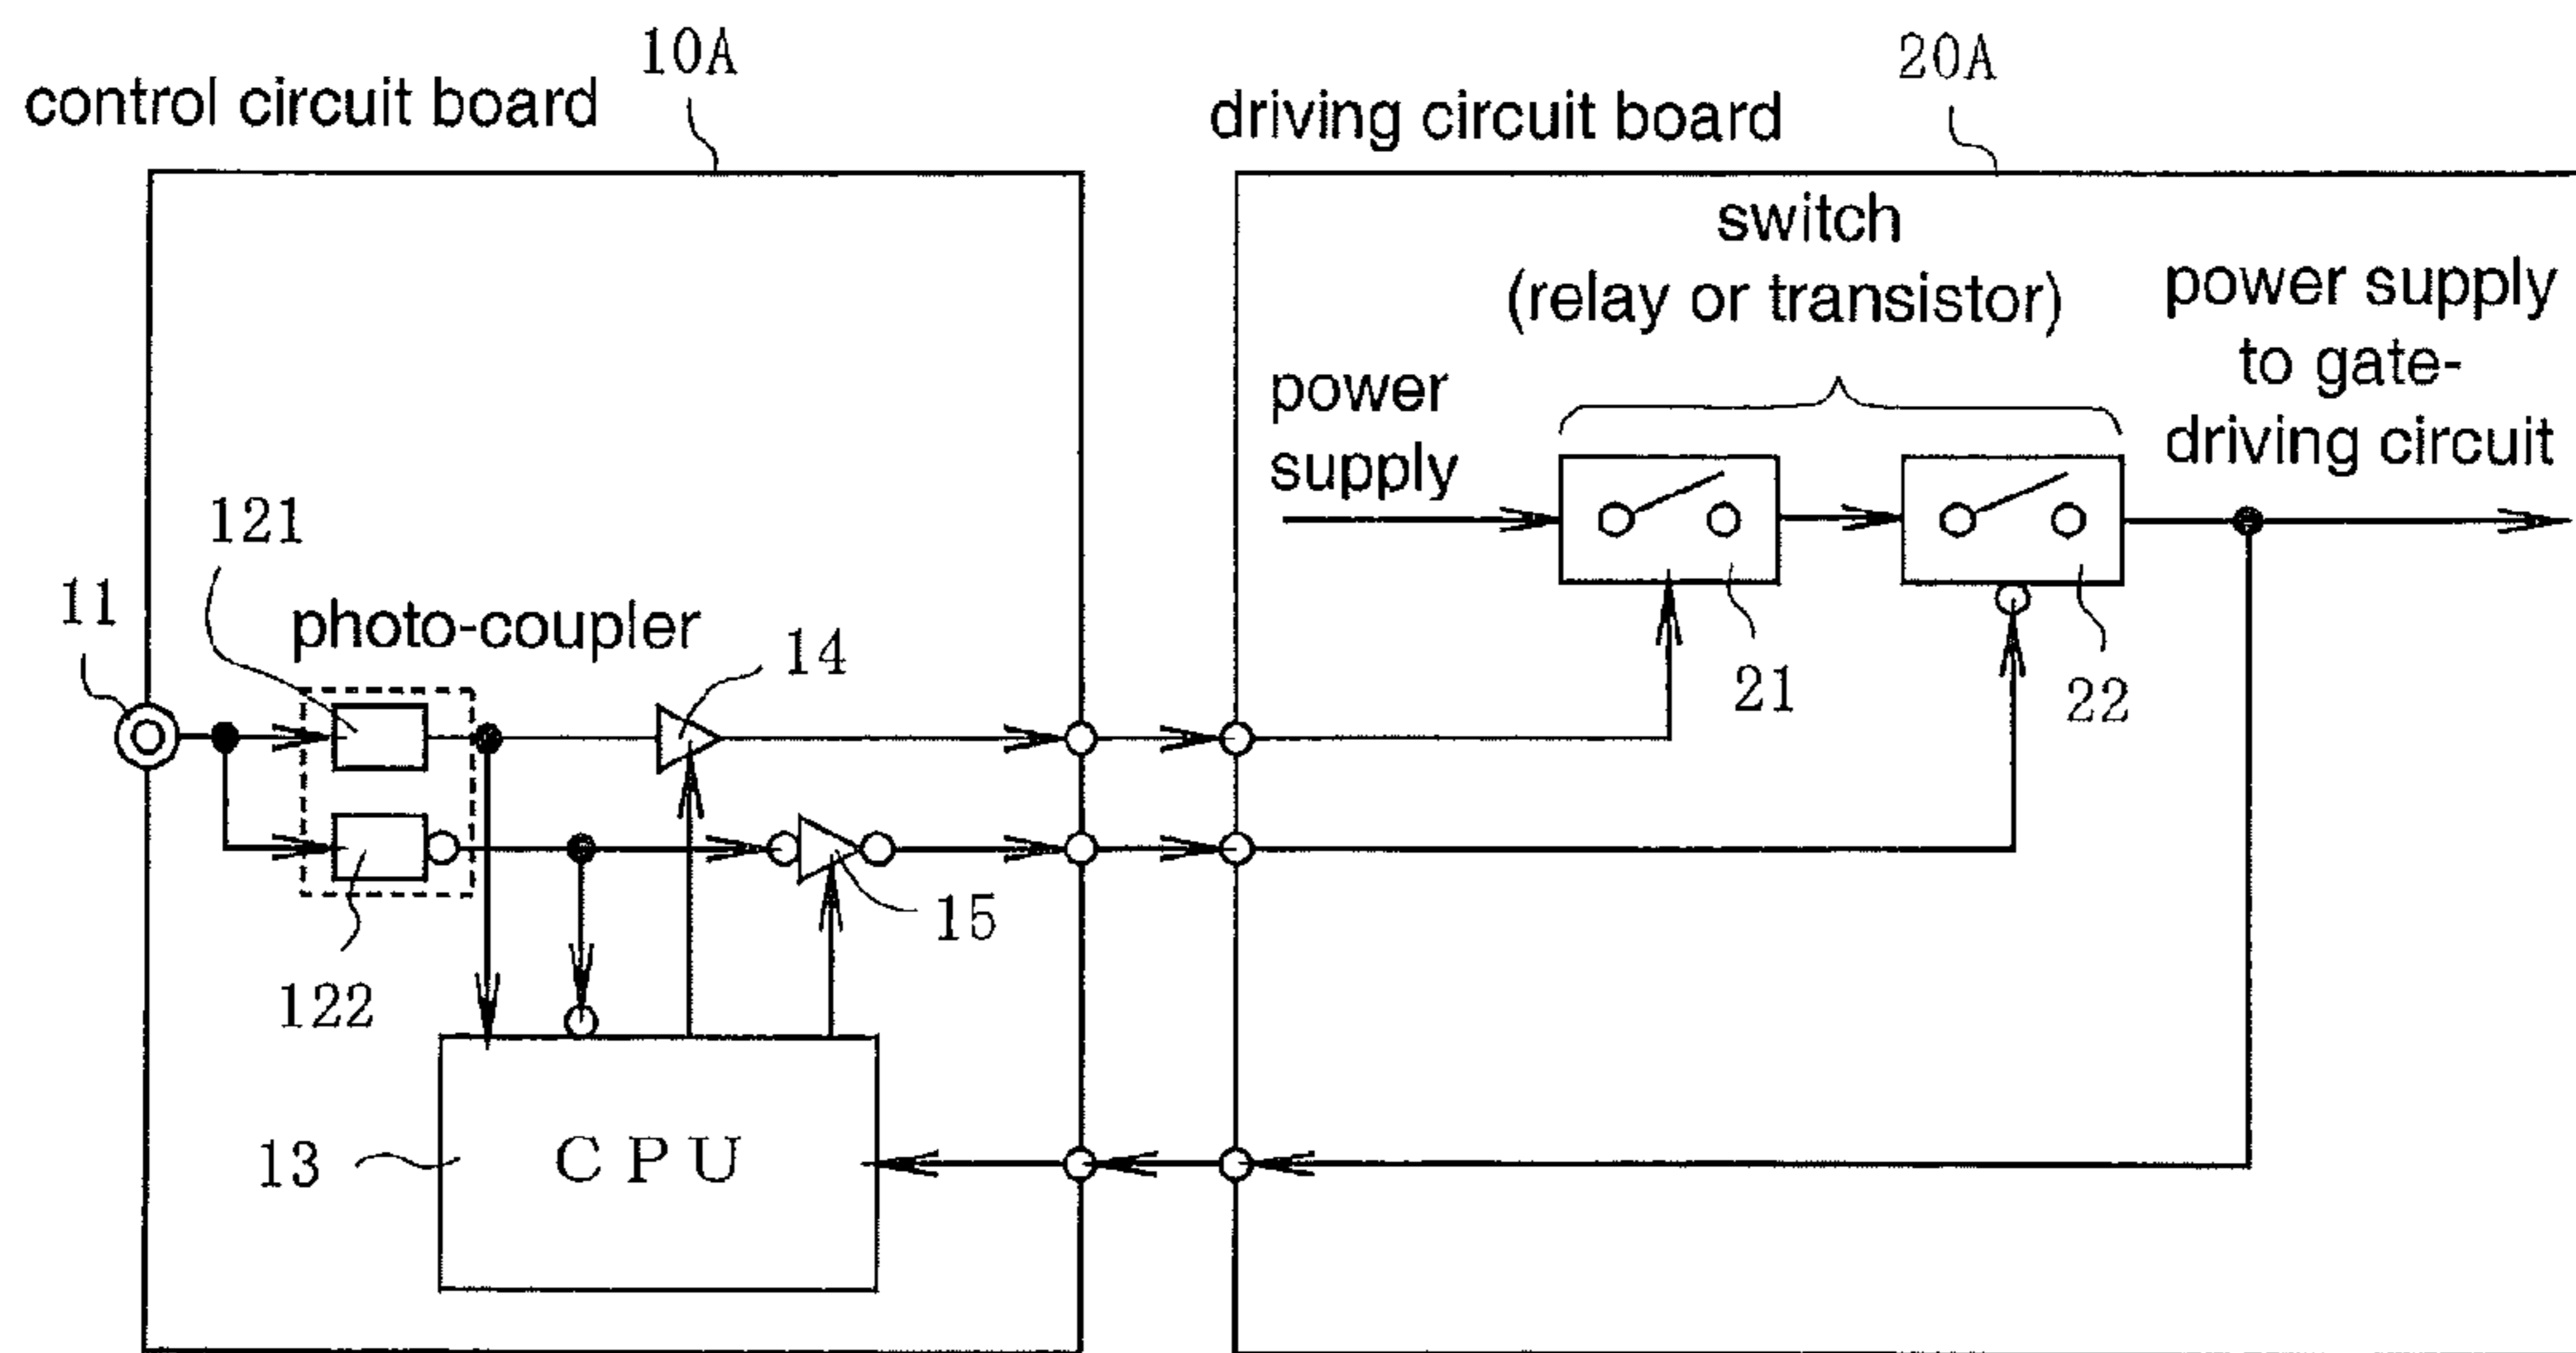 10A
control circuit board
20A
driving circuit board
switch
(relay or transistor)
power supply
to gate-
driving circuit
power
supply
121
11
photo-coupler
14
21
22
15
122
13
CPU